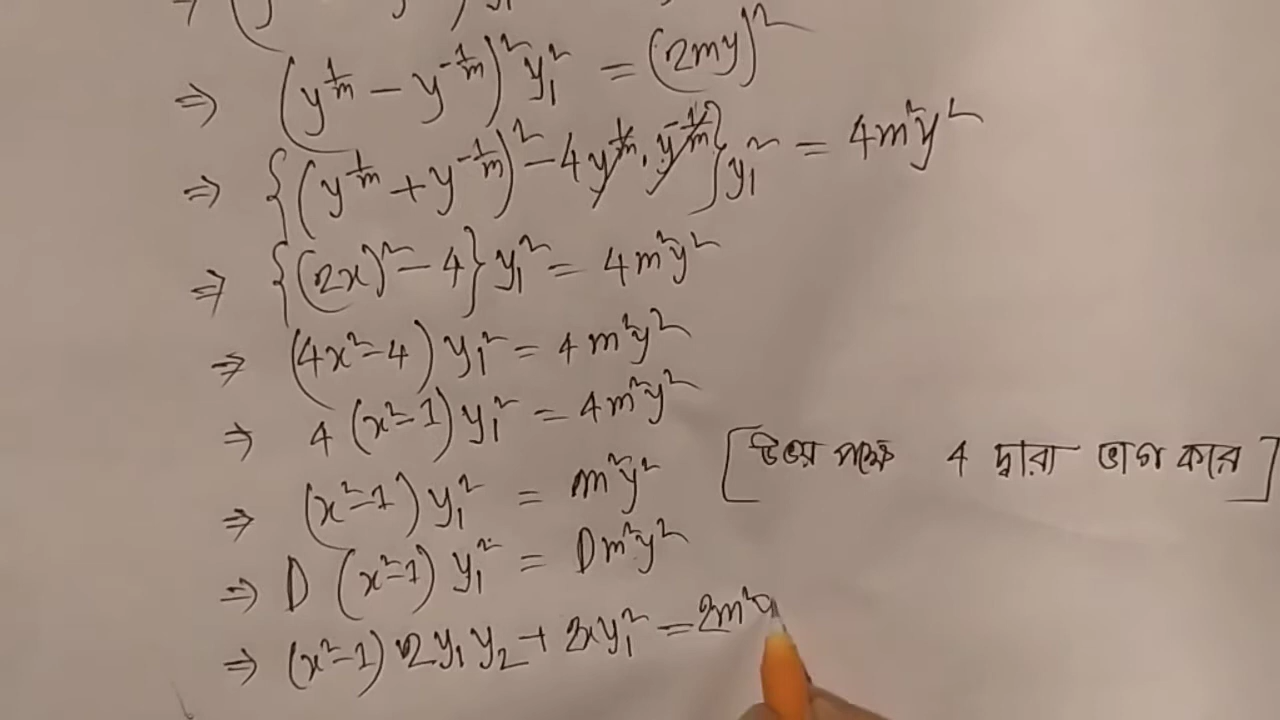 ⇒ (y^{1/m} - y^{-1/m})² y₁² = (2my)²
⇒ {(y^{1/m} + y^{-1/m})² - 4y^{1/m} . y^{-1/m}} y₁² = 4m²y²
⇒ {(2x)² - 4} y₁² = 4m²y²
⇒ (4x²-4) y₁² = 4m²y²
⇒ 4 (x²-1) y₁² = 4m²y²
⇒ (x²-1) y₁² = m²y² [উভয় পক্ষে 4 দ্বারা ভাগ করে]
⇒ D (x²-1) y₁² = D m²y²
⇒ (x²-1) 2y₁y₂ + 2xy₁² = 2m²